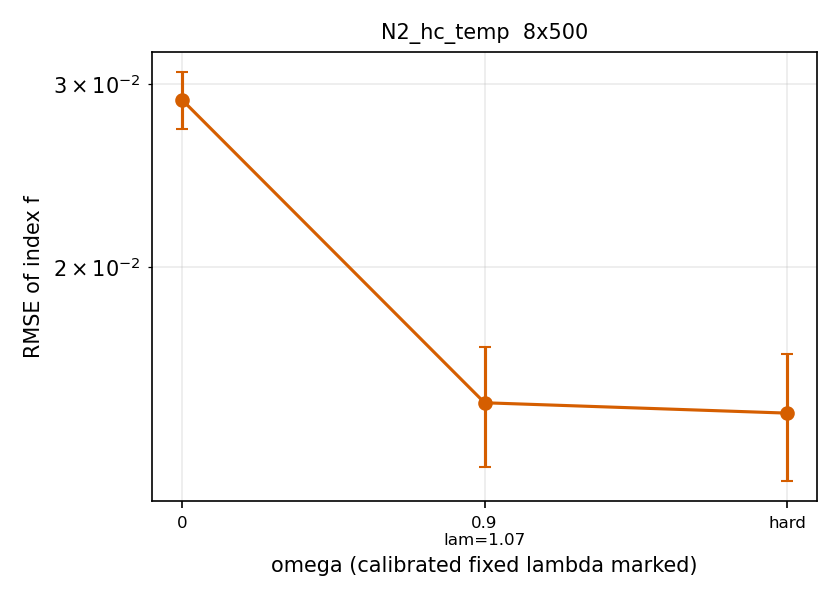 N2_hc_temp 8x500
RMSE of index f
3 × 10⁻²
2 × 10⁻²
0
0.9
lam=1.07
hard
omega (calibrated fixed lambda marked)